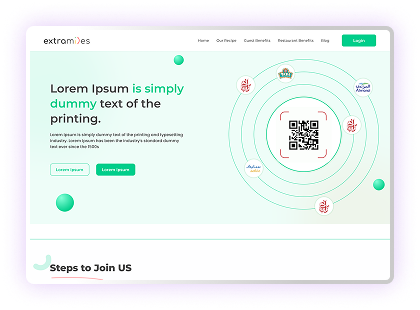 extramiles
Home Our Recipe Guest Benefits Restaurant Benefits Blog Login
Lorem Ipsum is simply
dummy text of the
printing.
Lorem Ipsum is simply dummy text of the printing and typesetting
industry. Lorem Ipsum has been the industry's standard dummy
text ever since the 1500s
Lorem Ipsum Lorem Ipsum
Steps to Join US